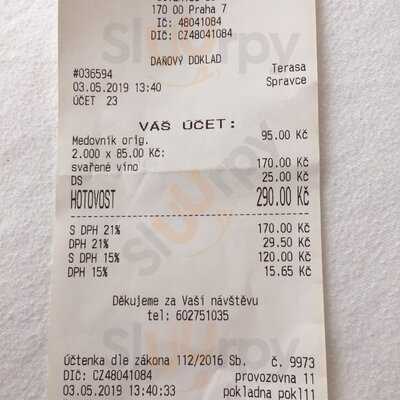 170 00 Praha 7
IČ: 48041084
DIČ: CZ48041084
DAŇOVÝ DOKLAD
#036594 Terasa
03.05.2019 13:40 Spravce
ÚČET 23
VÁŠ ÚČET:
Medovník orig. 95.00 Kč
2.000 x 85.00 Kč:
svařené víno 170.00 Kč
DS 25.00 Kč
HOTOVOST 290.00 Kč
S DPH 21% 170.00 Kč
DPH 21% 29.50 Kč
S DPH 15% 120.00 Kč
DPH 15% 15.65 Kč
Děkujeme za Vaší návštěvu
tel: 602751035
Účtenka dle zákona 112/2016 Sb. č. 9973
DIČ: CZ48041084 provozovna 11
03.05.2019 13:40:33 pokladna pokl11
Sluurpy
Sluurpy